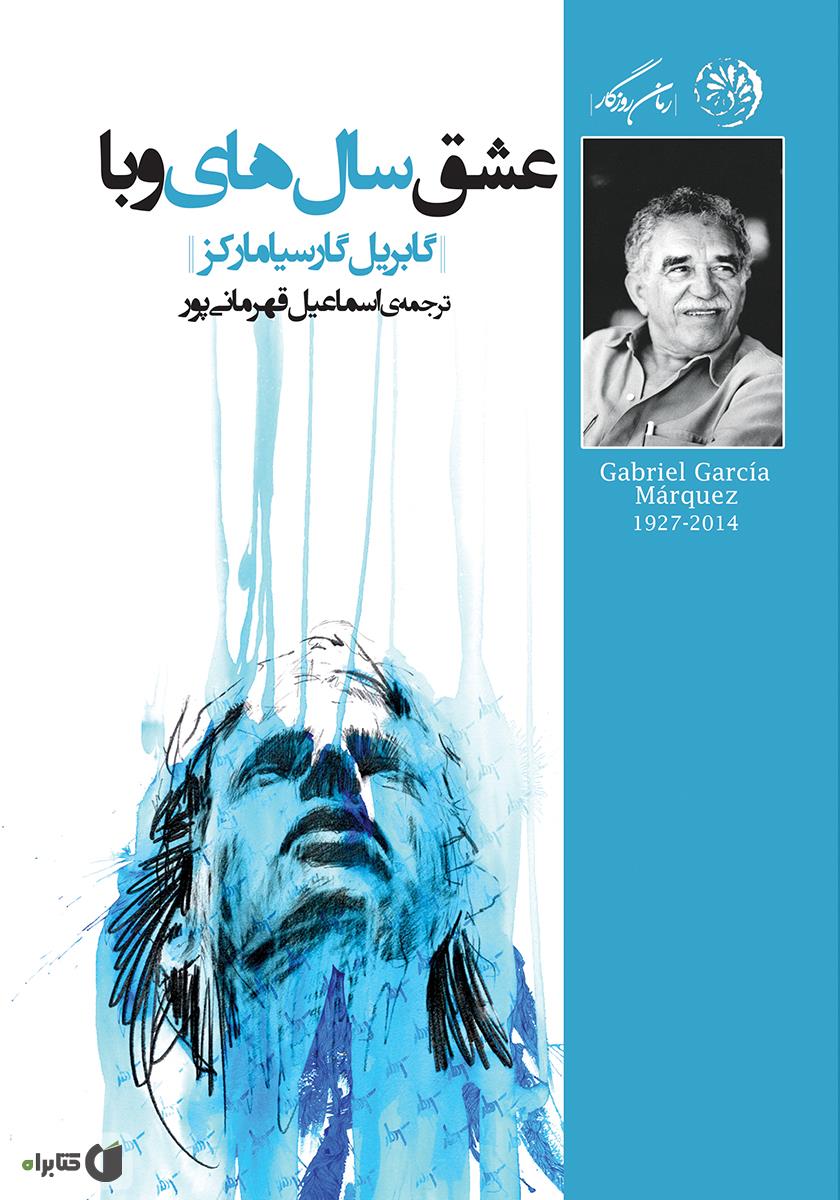 رمان روزگار
عشق سال‌های وبا
گابریل گارسیا مارکز
ترجمه‌ی اسماعیل قهرمانی‌پور
Gabriel García
Márquez
1927-2014
کتابراه